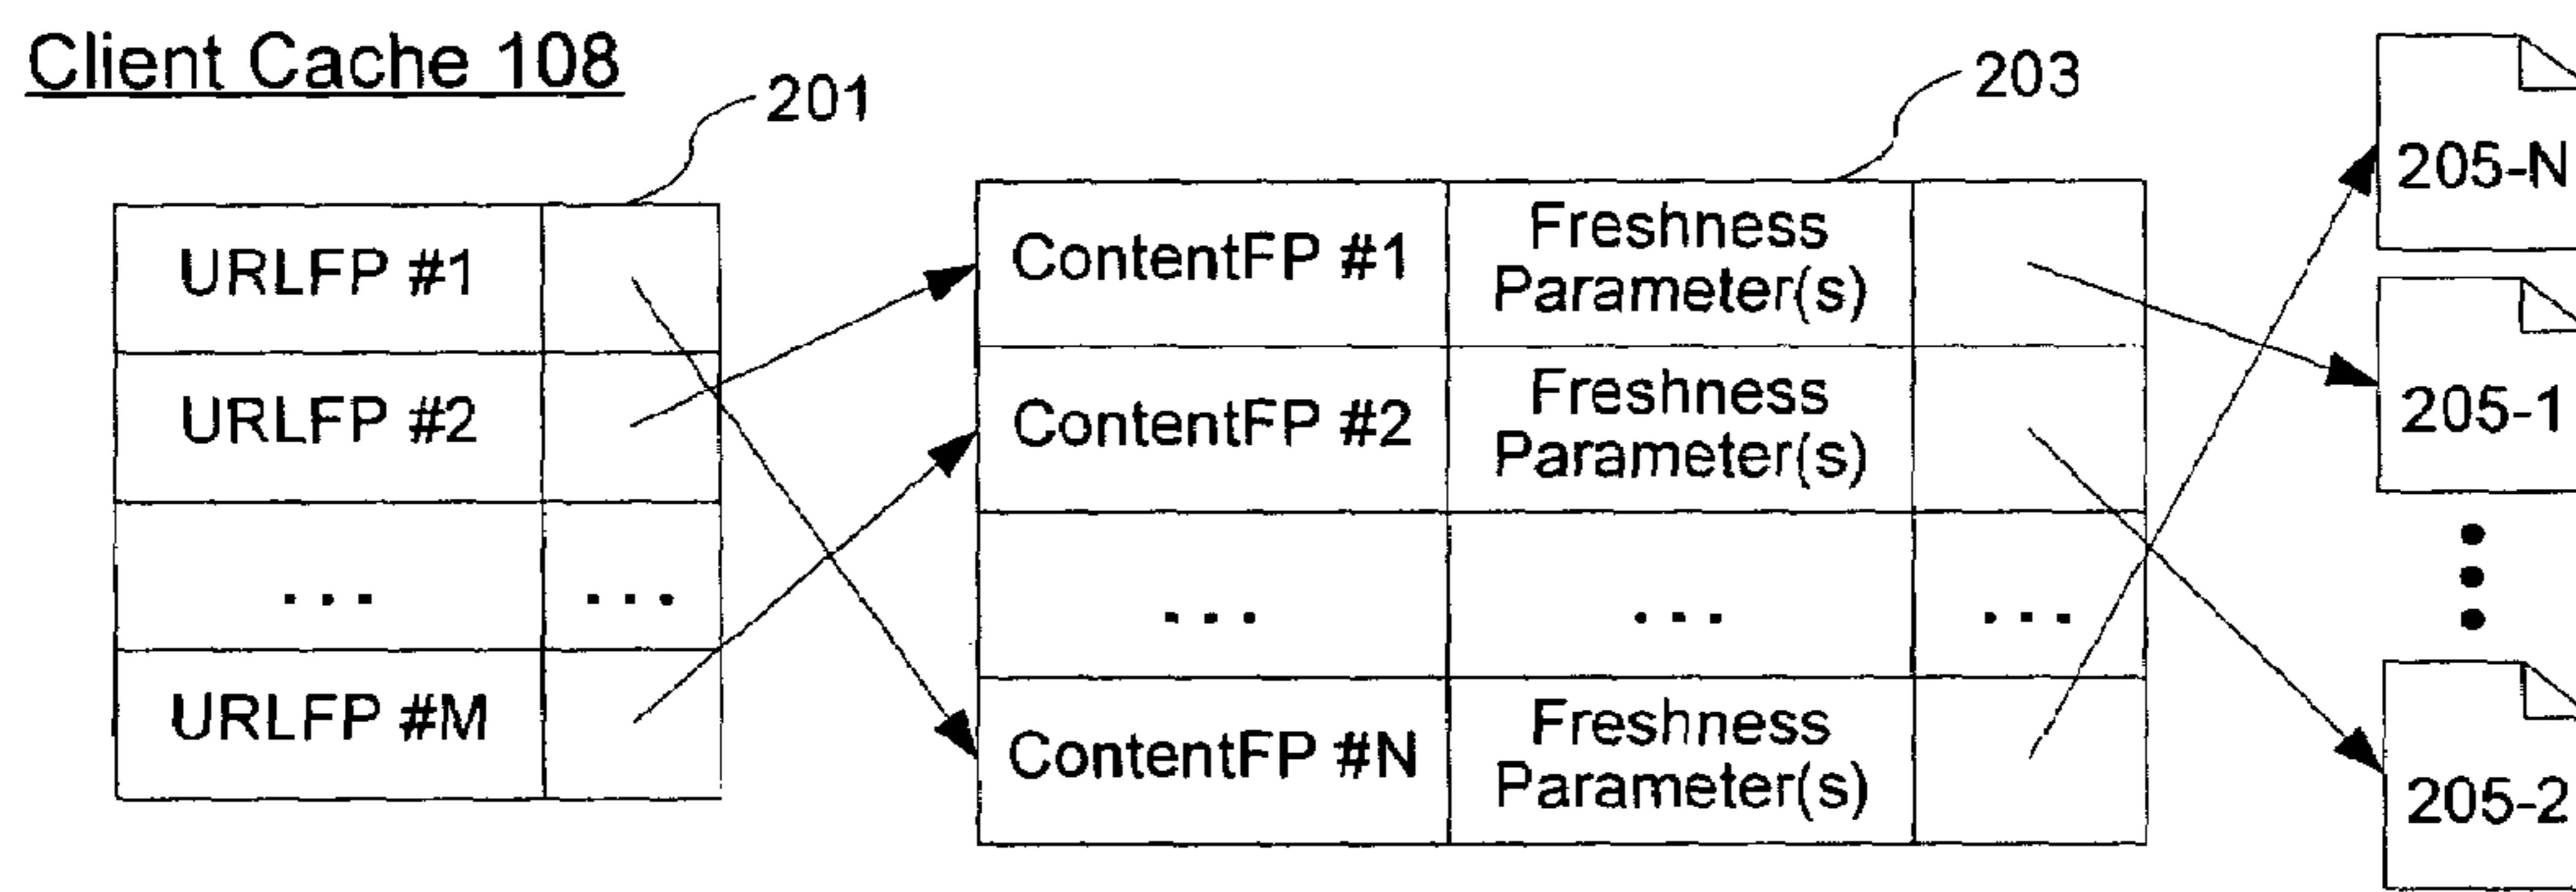 Client Cache 108
201
203
URLFP #1
URLFP #2
... ...
URLFP #M
ContentFP #1 Freshness Parameter(s)
ContentFP #2 Freshness Parameter(s)
... ... ...
ContentFP #N Freshness Parameter(s)
205-N
205-1
205-2